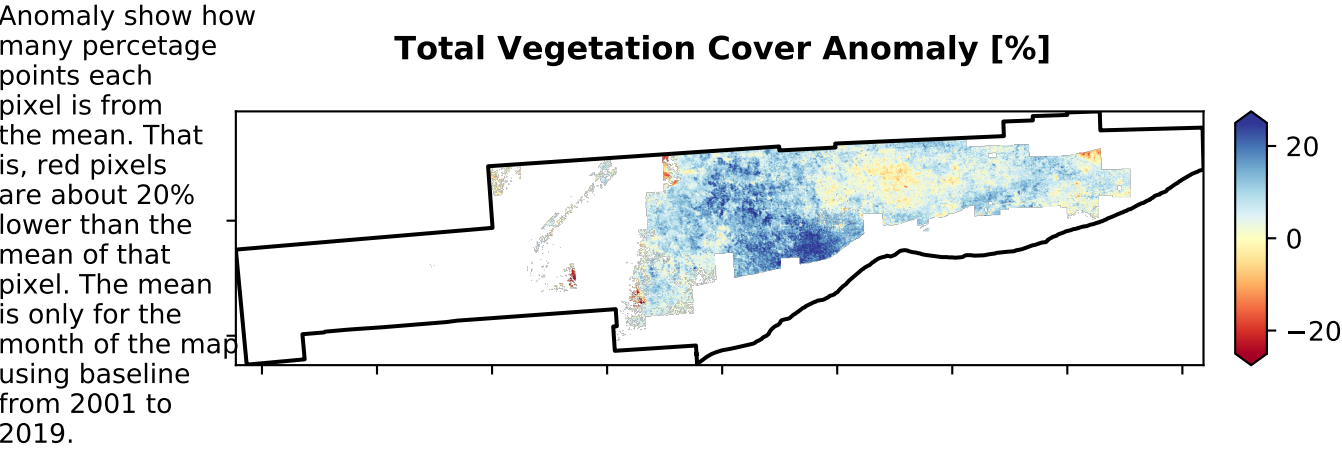 Anomaly show how
many percetage
points each
pixel is from
the mean. That
is, red pixels
are about 20%
lower than the
mean of that
pixel. The mean
is only for the
month of the map
using baseline
from 2001 to
2019.
Total Vegetation Cover Anomaly [%]
20
0
−20